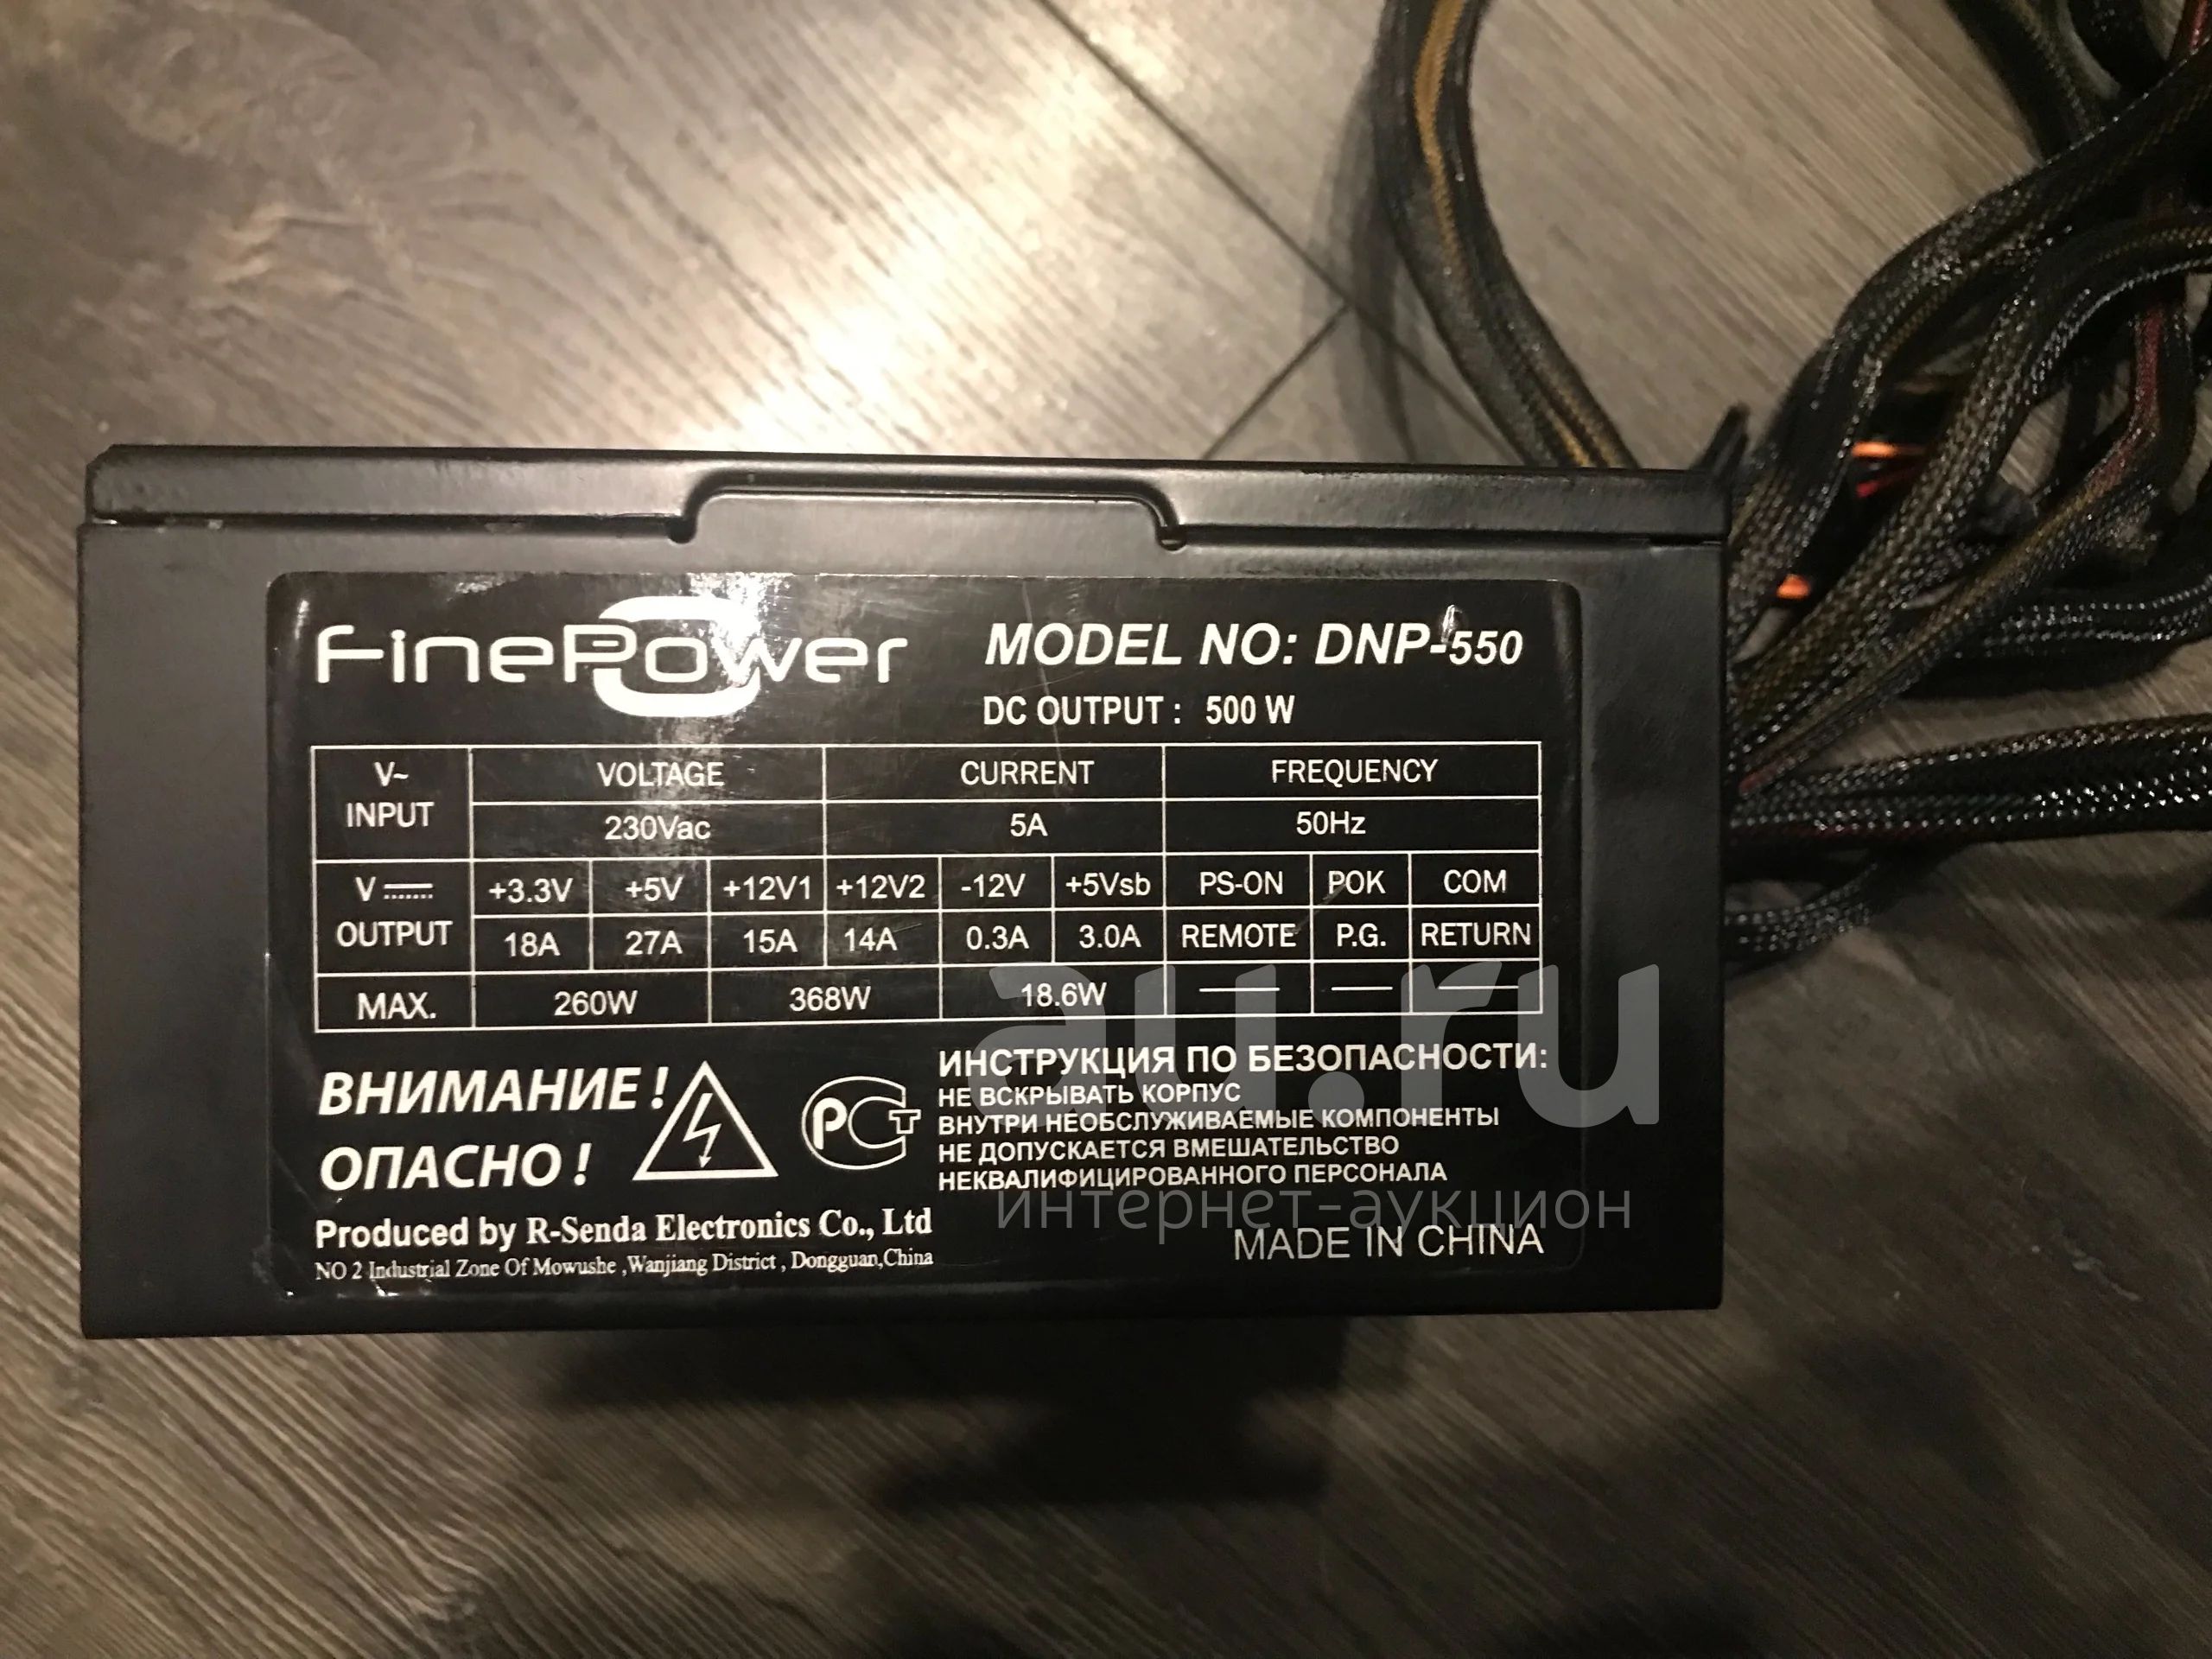 FinePower
MODEL NO: DNP-550
DC OUTPUT : 500 W
V~ INPUT VOLTAGE CURRENT FREQUENCY
230Vac 5A 50Hz
V OUTPUT +3.3V +5V +12V1 +12V2 -12V +5Vsb PS-ON POK COM
18A 27A 15A 14A 0.3A 3.0A REMOTE P.G. RETURN
MAX. 260W 368W 18.6W
ВНИМАНИЕ !
ОПАСНО !
РСТ
ИНСТРУКЦИЯ ПО БЕЗОПАСНОСТИ:
НЕ ВСКРЫВАТЬ КОРПУС
ВНУТРИ НЕОБСЛУЖИВАЕМЫЕ КОМПОНЕНТЫ
НЕ ДОПУСКАЕТСЯ ВМЕШАТЕЛЬСТВО
НЕКВАЛИФИЦИРОВАННОГО ПЕРСОНАЛА
Produced by R-Senda Electronics Co., Ltd
NO 2 Industrial Zone Of Mowushe ,Wanjiang District , Dongguan,China
MADE IN CHINA
au.ru
интернет-аукцион